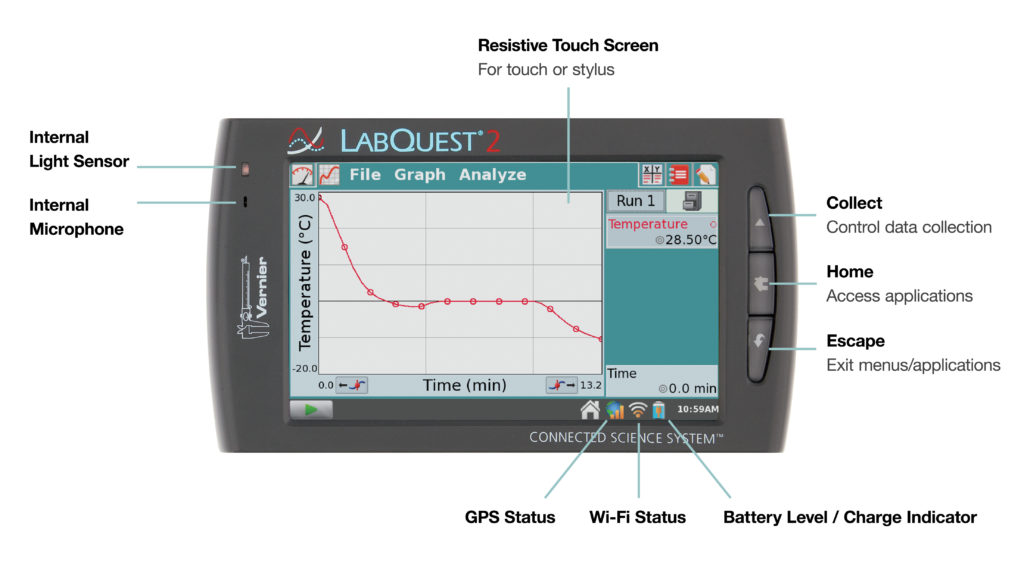 Resistive Touch Screen
For touch or stylus
Internal
Light Sensor
Internal
Microphone
LABQUEST® 2
File Graph Analyze
X Y
Run 1
Temperature
28.50°C
30.0
Temperature (°C)
-20.0
0.0
Time (min)
13.2
Time
0.0 min
10:59AM
Vernier
CONNECTED SCIENCE SYSTEM™
Collect
Control data collection
Home
Access applications
Escape
Exit menus/applications
GPS Status
Wi-Fi Status
Battery Level / Charge Indicator